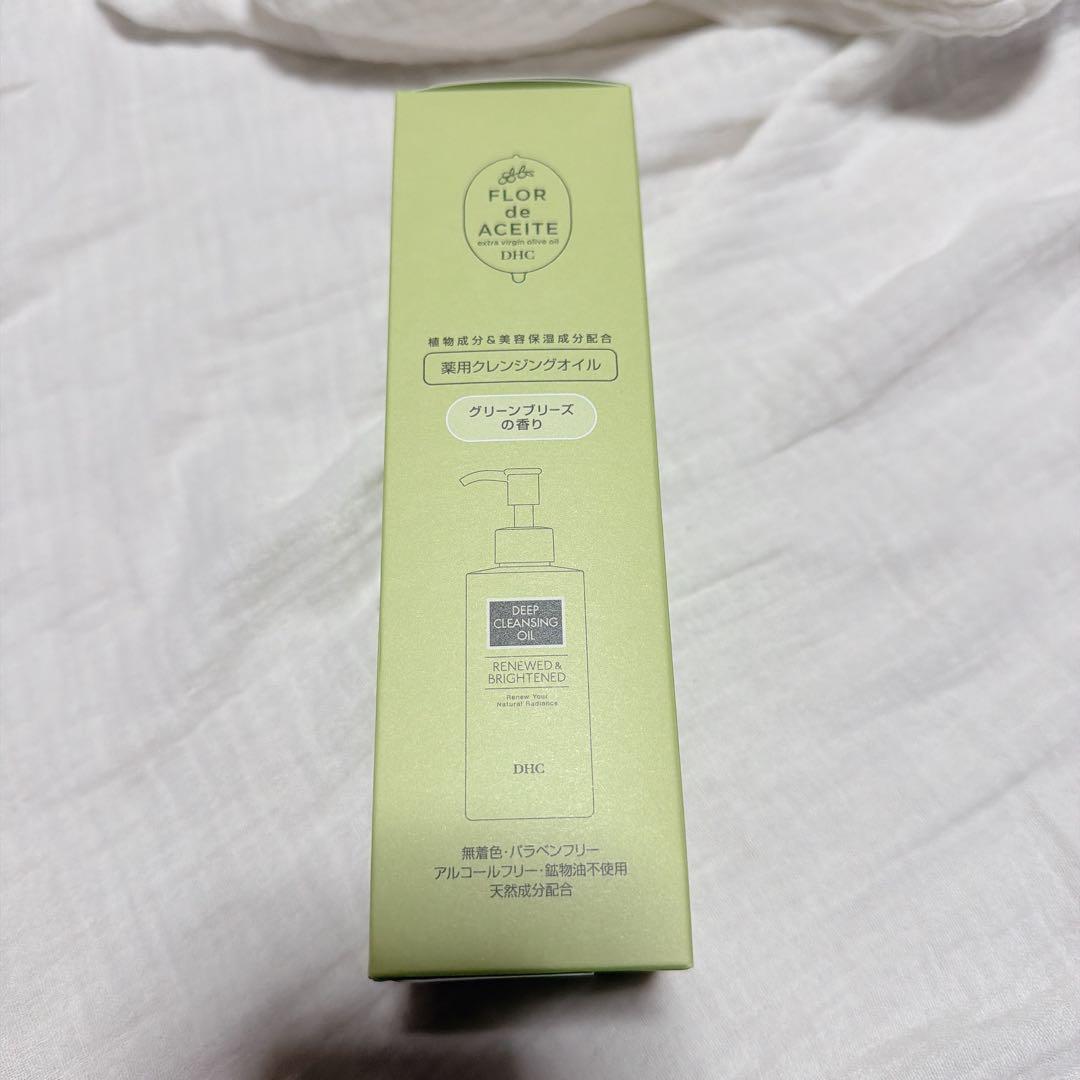 FLOR
de
ACEITE
extra virgin olive oil
DHC
植物成分&美容保湿成分配合
薬用クレンジングオイル
グリーンブリーズ
の香り
DEEP
CLEANSING
OIL
RENEWED &
BRIGHTENED
Renew Your
Natural Radiance
DHC
無着色・パラベンフリー
アルコールフリー・鉱物油不使用
天然成分配合